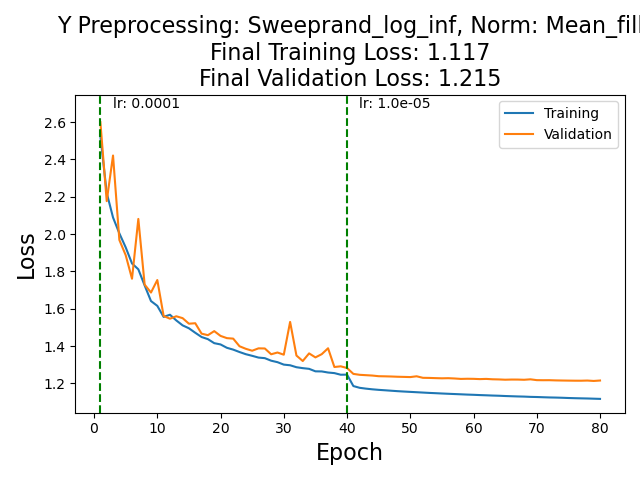 Y Preprocessing: Sweeprand_log_inf, Norm: Mean_fill
Final Training Loss: 1.117
Final Validation Loss: 1.215
lr: 0.0001
lr: 1.0e-05
Training
Validation
2.6
2.4
2.2
2.0
1.8
1.6
1.4
1.2
Loss
0 10 20 30 40 50 60 70 80
Epoch